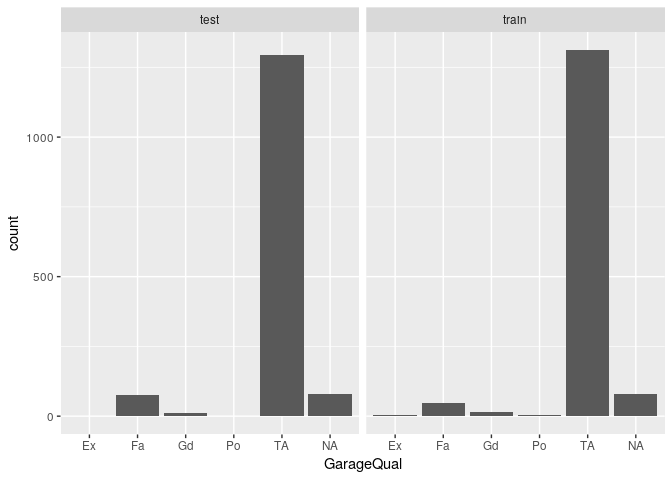 test train
count
1000
500
0
Ex Fa Gd Po TA NA Ex Fa Gd Po TA NA
GarageQual